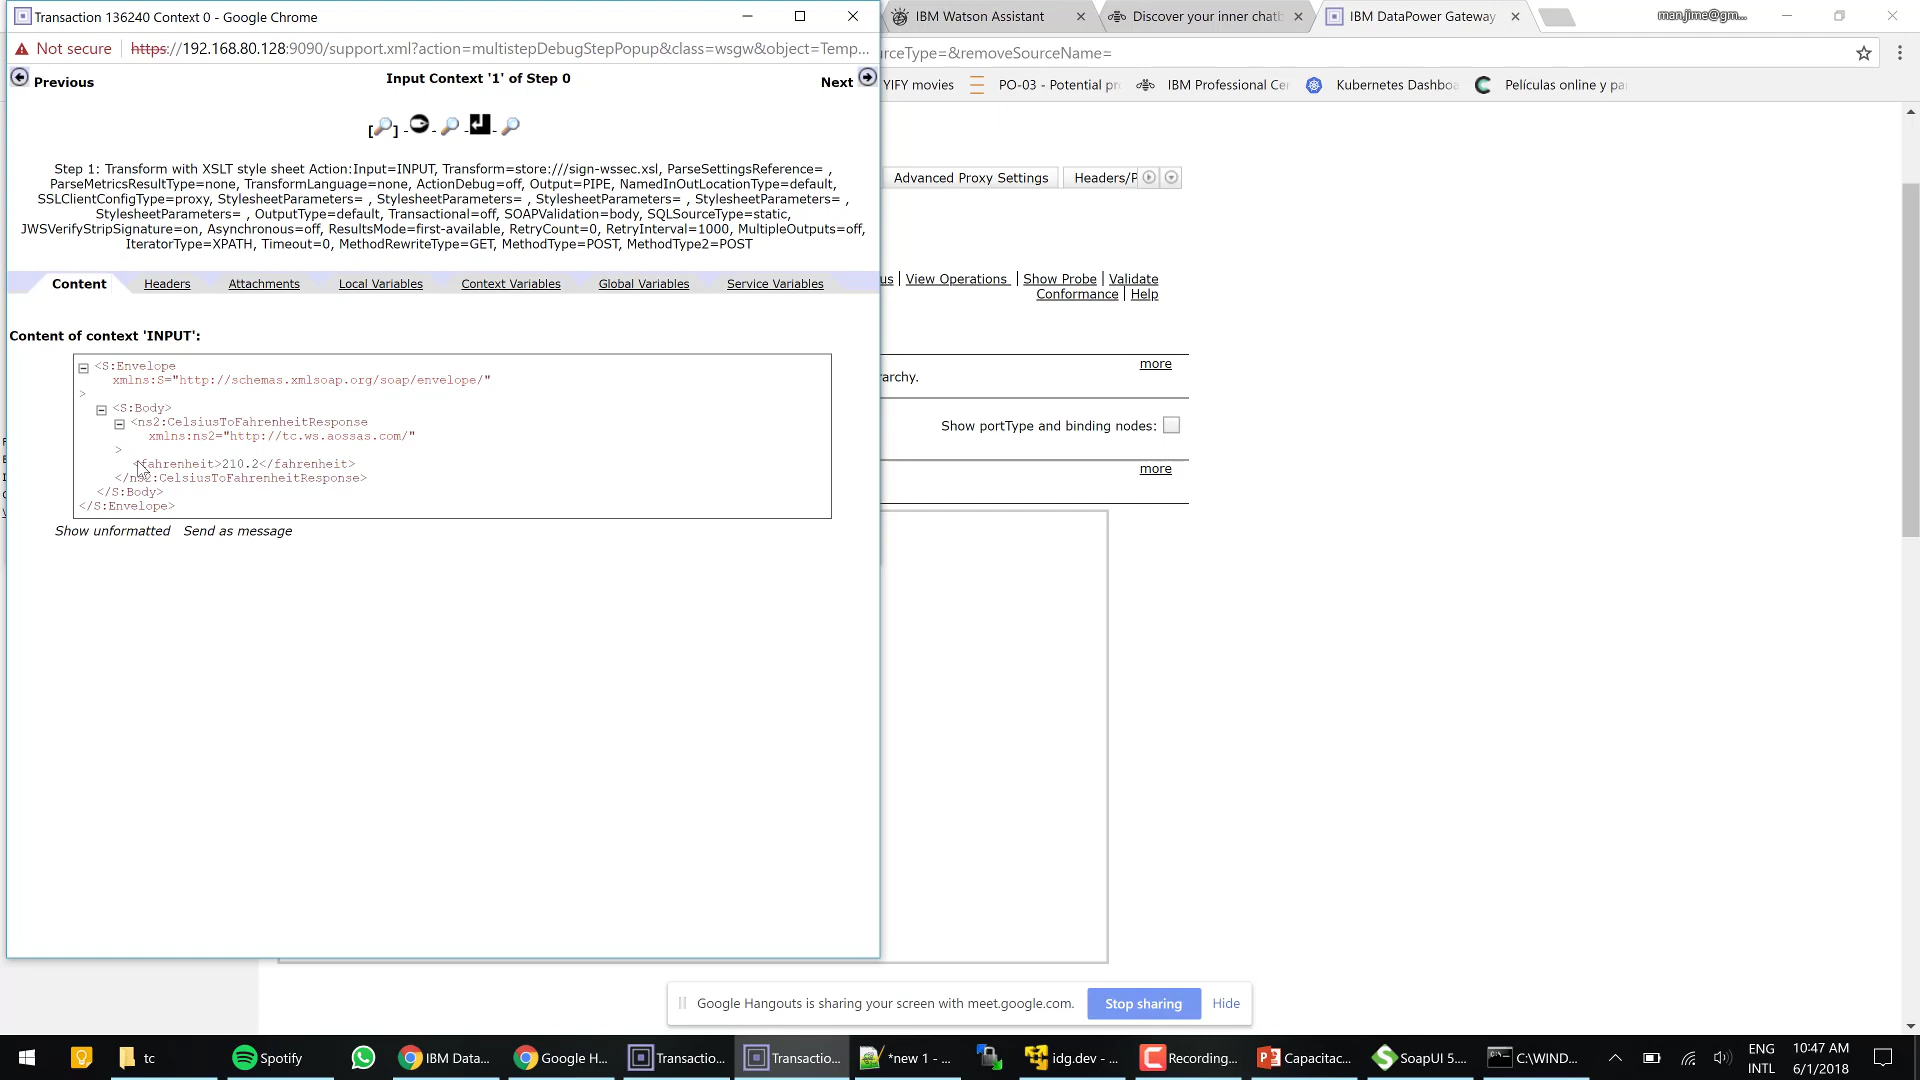 Transaction 136240 Context 0 - Google Chrome
IBM Watson Assistant
Discover your inner chatb
IBM DataPower Gateway
man.jime@gm...
Not secure
https://192.168.80.128:9090/support.xml?action=multistepDebugStepPopup&class=wsgw&object=Temp...
rceType=&removeSourceName=
Previous
Input Context '1' of Step 0
Next
YIFY movies
PO-03 - Potential pr
IBM Professional Ce
Kubernetes Dashboa
Películas online y pa
[ ] - - - -
Step 1: Transform with XSLT style sheet Action:Input=INPUT, Transform=store:///sign-wssec.xsl, ParseSettingsReference= ,
ParseMetricsResultType=none, TransformLanguage=none, ActionDebug=off, Output=PIPE, NamedInOutLocationType=default,
SSLClientConfigType=proxy, StylesheetParameters= , StylesheetParameters= , StylesheetParameters= , StylesheetParameters= ,
StylesheetParameters= , OutputType=default, Transactional=off, SOAPValidation=body, SQLSourceType=static,
JWSVerifyStripSignature=on, Asynchronous=off, ResultsMode=first-available, RetryCount=0, RetryInterval=1000, MultipleOutputs=off,
IteratorType=XPATH, Timeout=0, MethodRewriteType=GET, MethodType=POST, MethodType2=POST
Advanced Proxy Settings
Headers/P
Content
Headers
Attachments
Local Variables
Context Variables
Global Variables
Service Variables
us | View Operations | Show Probe | Validate
Conformance | Help
Content of context 'INPUT':
<S:Envelope
xmlns:S="http://schemas.xmlsoap.org/soap/envelope/"
>
<S:Body>
<ns2:CelsiusToFahrenheitResponse
xmlns:ns2="http://tc.ws.aossas.com/"
>
<fahrenheit>210.2</fahrenheit>
</ns2:CelsiusToFahrenheitResponse>
</S:Body>
</S:Envelope>
Show unformatted
Send as message
more
archy.
Show portType and binding nodes:
more
Google Hangouts is sharing your screen with meet.google.com.
Stop sharing
Hide
tc
Spotify
IBM Data...
Google H...
Transactio...
Transactio...
*new 1 - ...
idg.dev - ...
Recording...
Capacitac...
SoapUI 5....
C:\WIND...
ENG
INTL
10:47 AM
6/1/2018